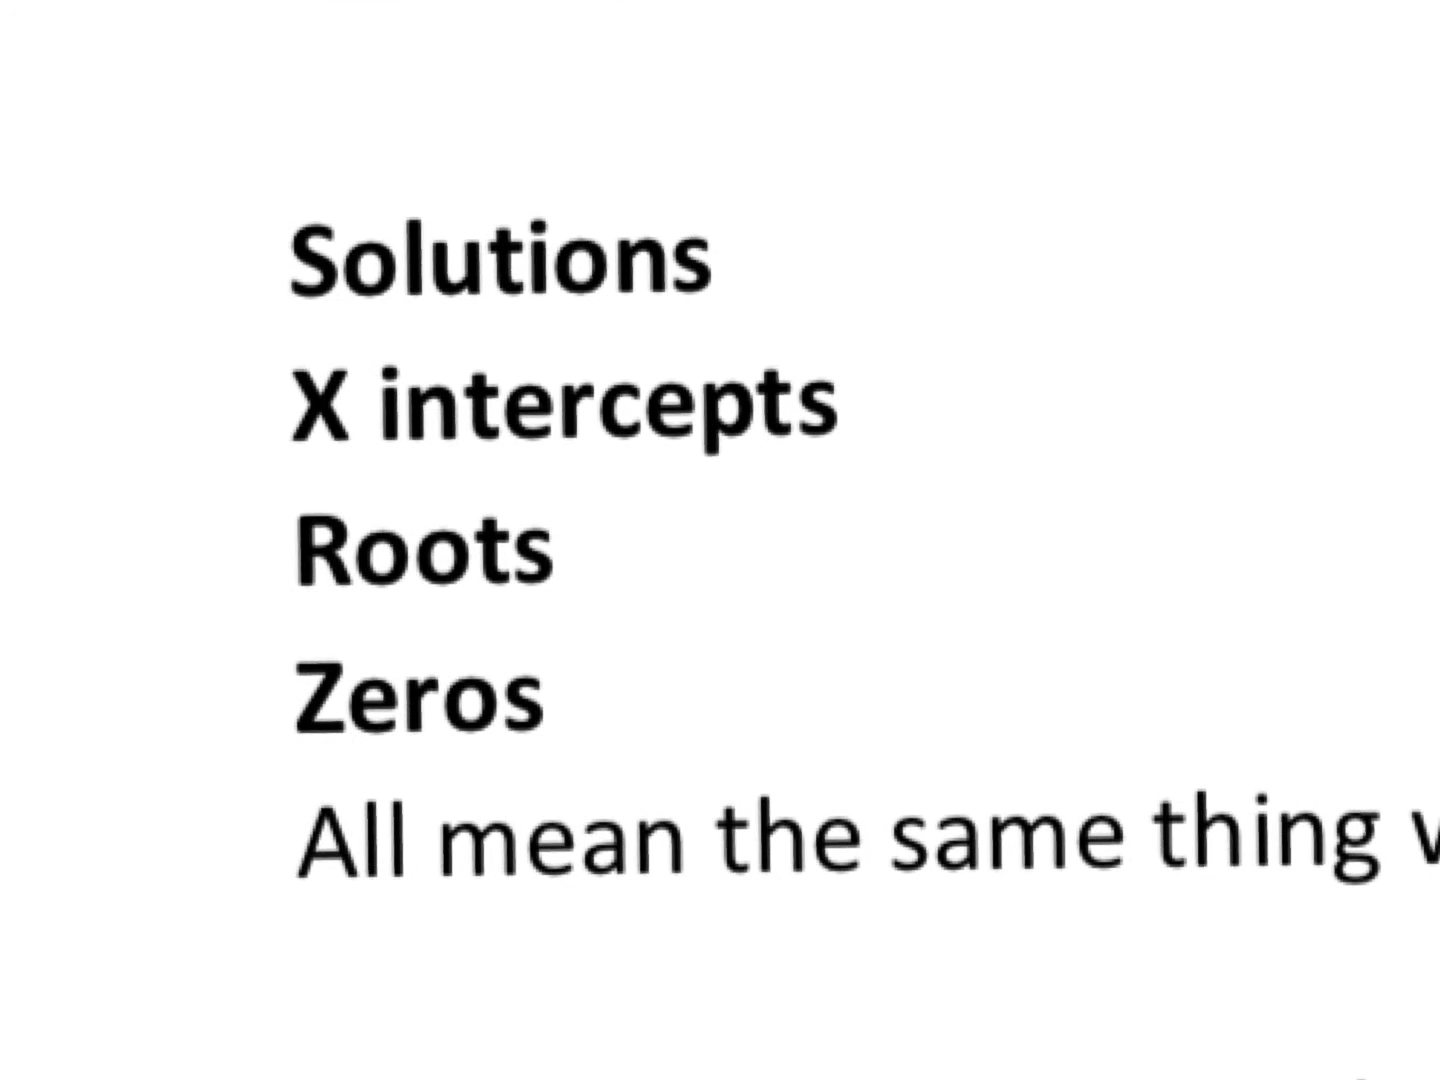 Solutions
X intercepts
Roots
Zeros
All mean the same thing